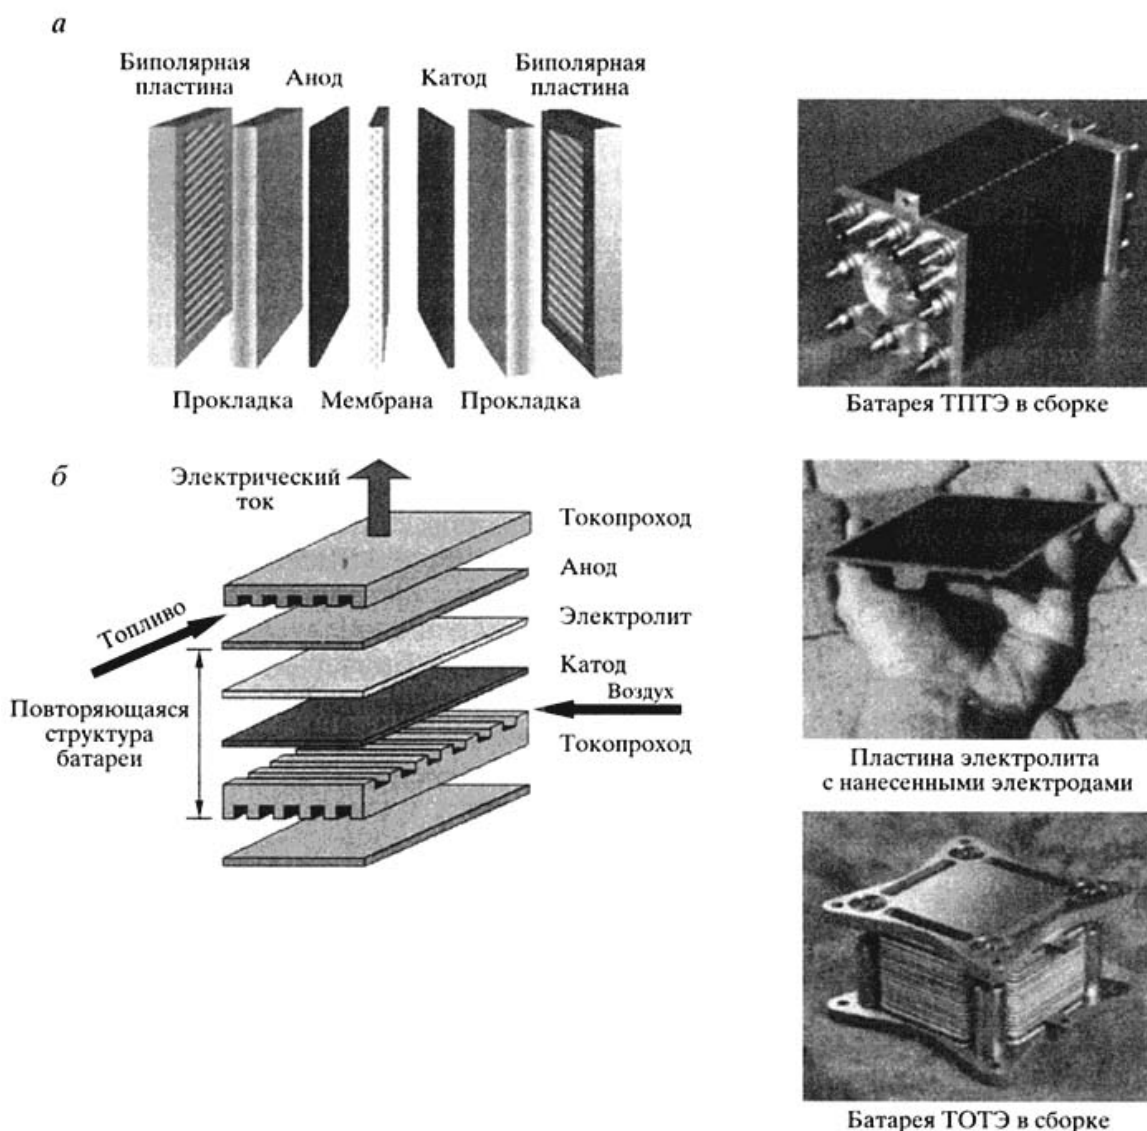 а
Биполярная
пластина
Анод
Катод
Биполярная
пластина
Прокладка
Мембрана
Прокладка
Батарея ТПТЭ в сборке
б
Электрический
ток
Токопроход
Анод
Топливо
Электролит
Катод
Воздух
Повторяющаяся
структура
батареи
Токопроход
Пластина электролита
с нанесенными электродами
Батарея ТОТЭ в сборке